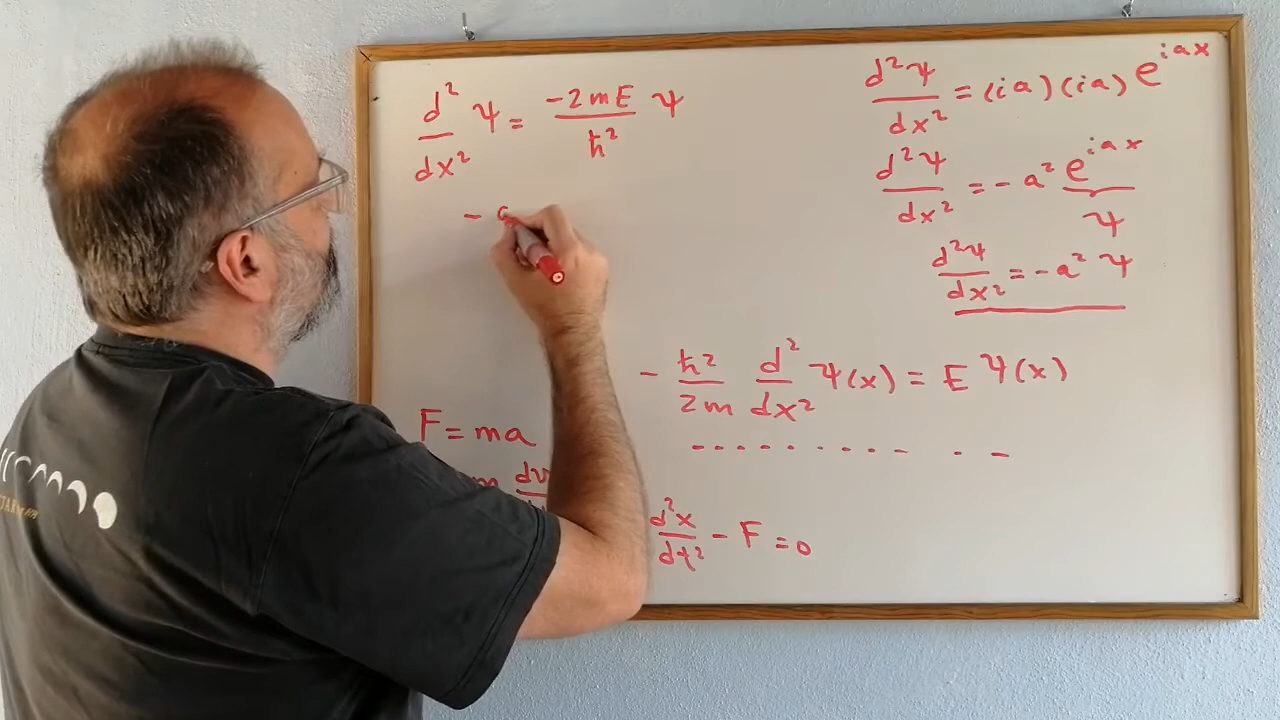 d²/dx² Ψ = -2mE/ħ² Ψ
-
F = ma
m dv
d²x/dt² - F = 0
d²Ψ/dx² = (ia)(ia) e^iax
d²Ψ/dx² = - a² e^iax
Ψ
d²Ψ/dx² = - a² Ψ
- ħ²/2m d²/dx² Ψ(x) = E Ψ(x)